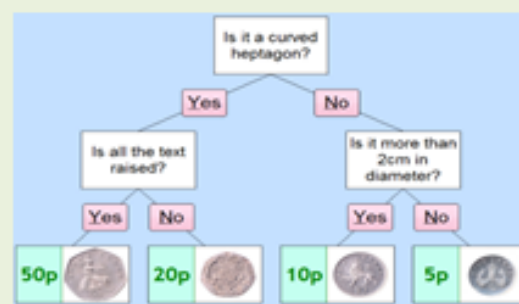 Is it a curved
heptagon?
Yes
No
Is all the text
raised?
Is it more than
2cm in
diameter?
Yes
No
Yes
No
50p
20p
10p
5p